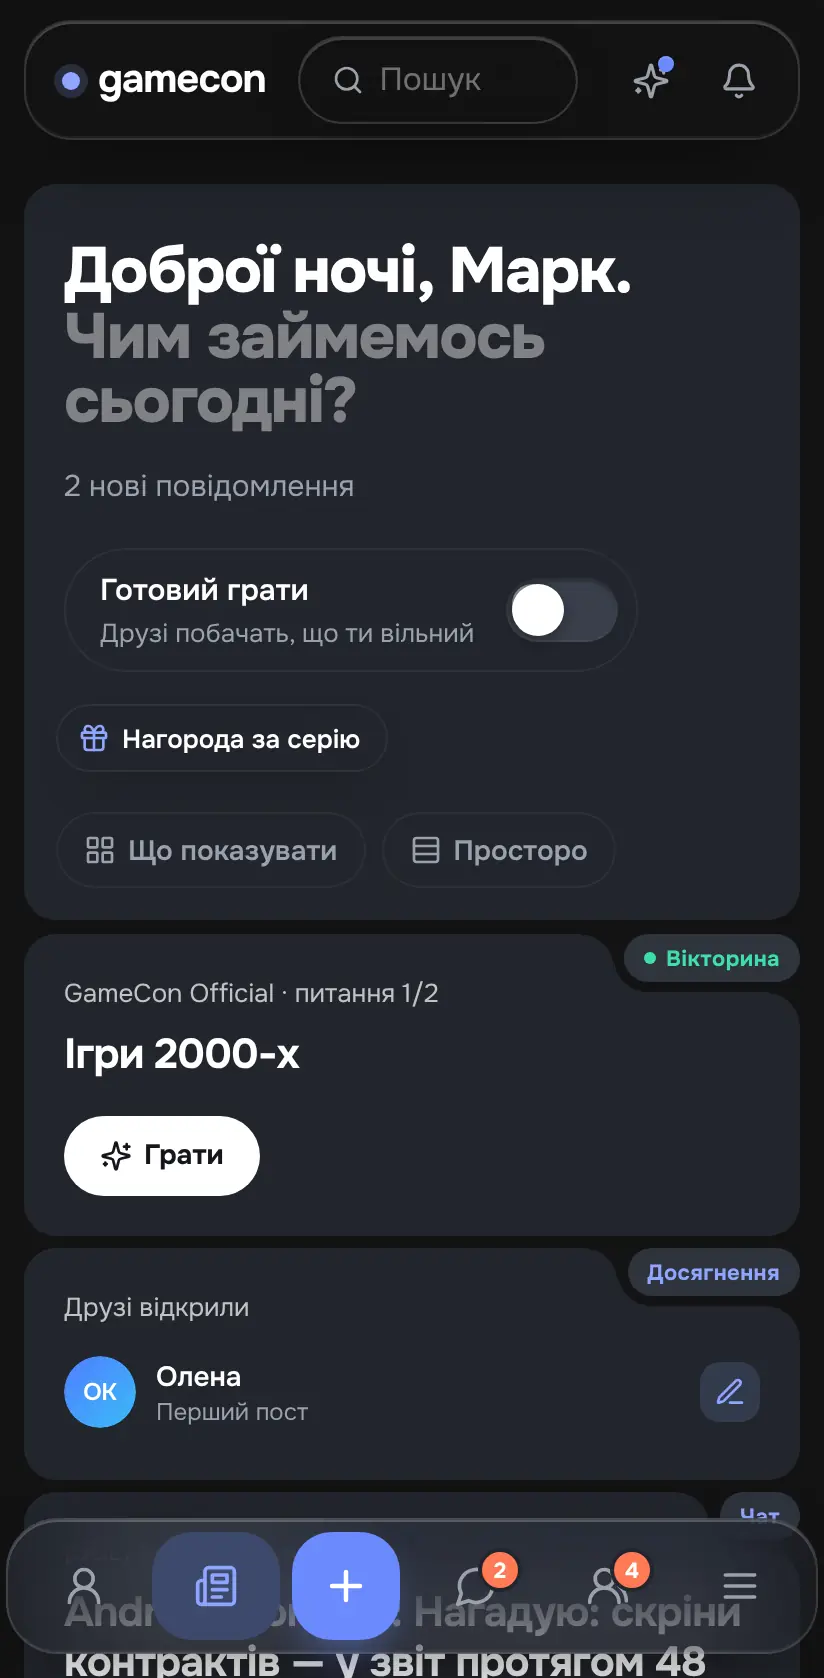 gamecon
Пошук
Доброї ночі, Марк.
Чим займемось
сьогодні?
2 нові повідомлення
Готовий грати
Друзі побачать, що ти вільний
Нагорода за серію
Що показувати
Просторо
Вікторина
GameCon Official · питання 1/2
Ігри 2000-х
Грати
Досягнення
Друзі відкрили
ОК
Олена
Перший пост
Чат
2
4
Нагадую: скріни
контрактів — у звіт протягом 48